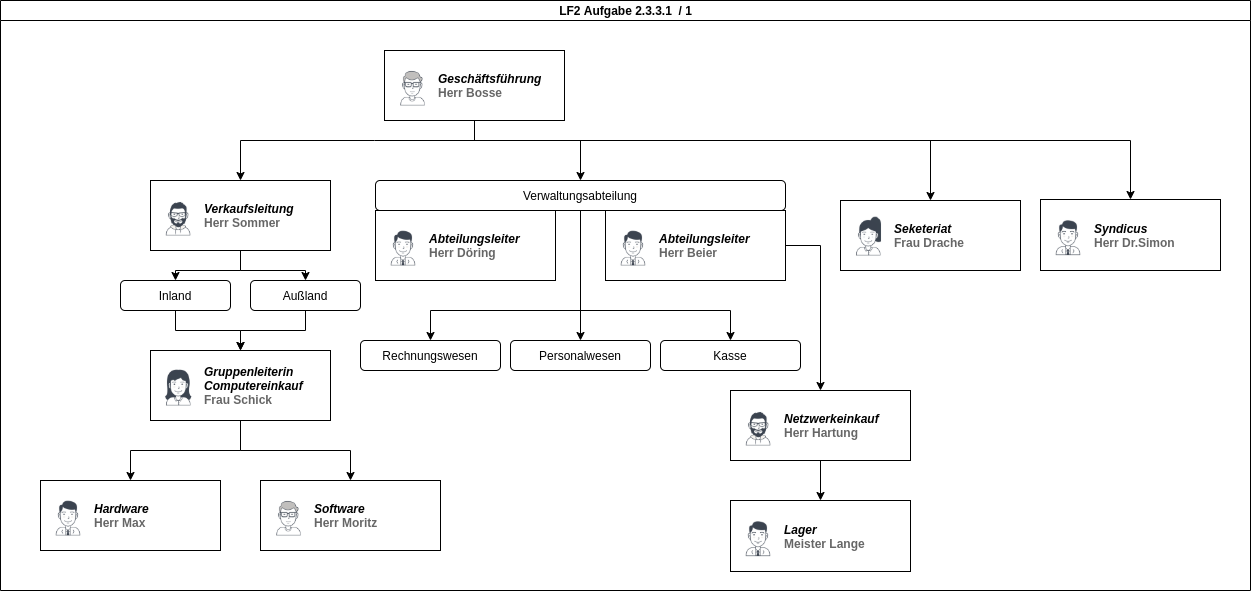 LF2 Aufgabe 2.3.3.1 / 1
Geschäftsführung
Herr Bosse
Verkaufsleitung
Herr Sommer
Verwaltungsabteilung
Abteilungsleiter
Herr Döring
Abteilungsleiter
Herr Beier
Seketeriat
Frau Drache
Syndicus
Herr Dr.Simon
Inland
Außland
Rechnungswesen
Personalwesen
Kasse
Gruppenleiterin
Computereinkauf
Frau Schick
Netzwerkeinkauf
Herr Hartung
Hardware
Herr Max
Software
Herr Moritz
Lager
Meister Lange